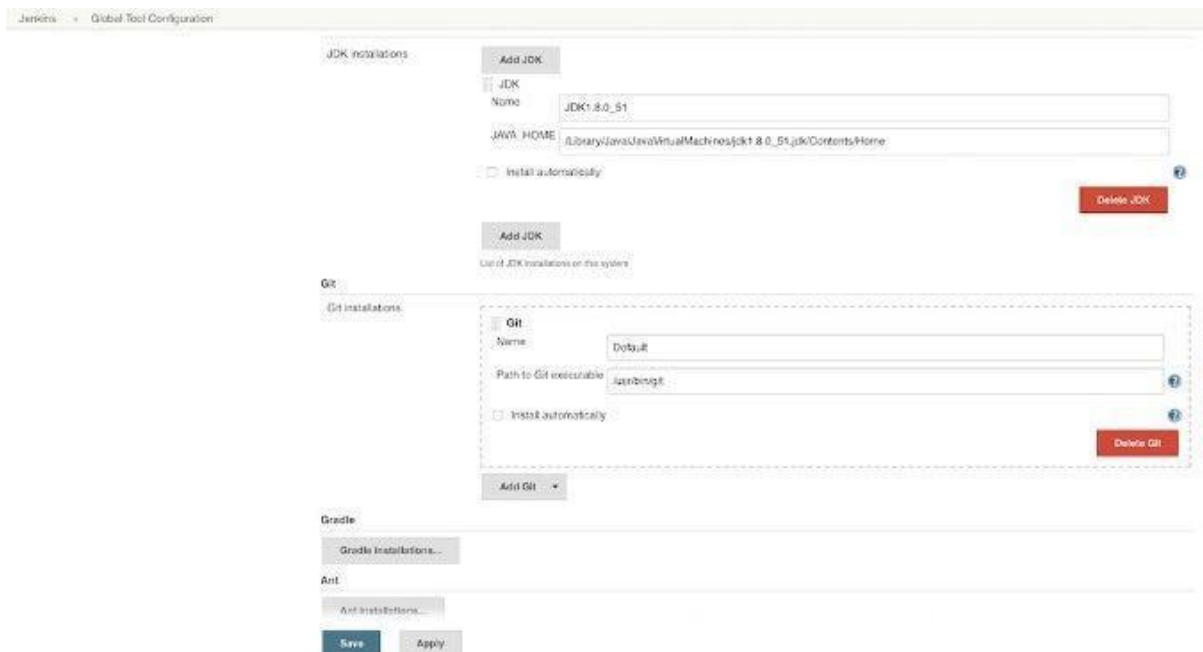 Jenkins › Global Tool Configuration
JDK installations
Add JDK
JDK
Name
JDK1.8.0_51
JAVA_HOME
/Library/Java/JavaVirtualMachines/jdk1.8.0_51.jdk/Contents/Home
Install automatically
Delete JDK
Add JDK
List of JDK installations on this system
Git
Git installations
Git
Name
Default
Path to Git executable
/usr/bin/git
Install automatically
Delete Git
Add Git
Gradle
Gradle installations...
Ant
Ant installations...
Save Apply